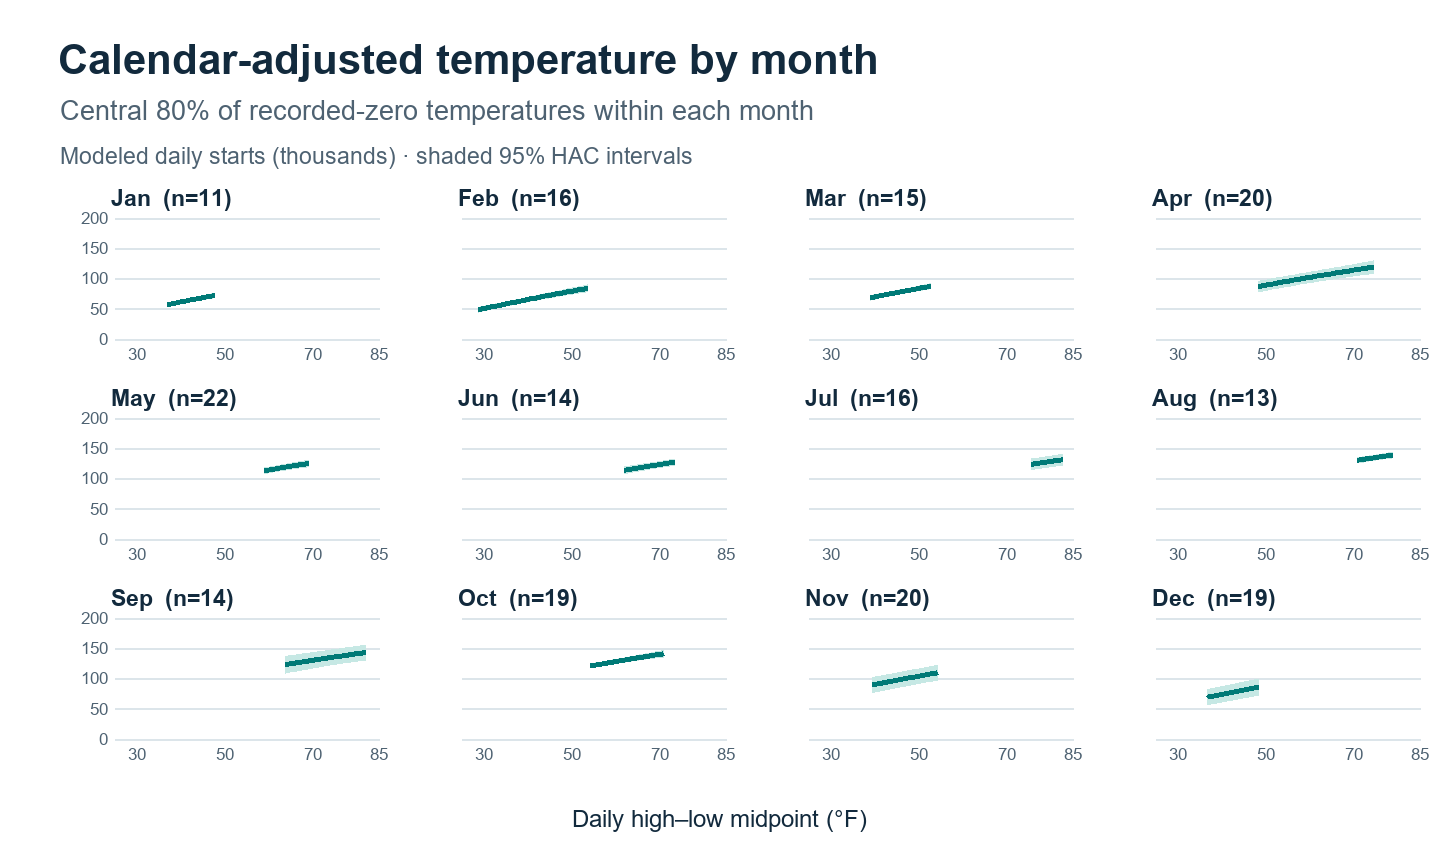 Calendar-adjusted temperature by month
Central 80% of recorded-zero temperatures within each month
Modeled daily starts (thousands) · shaded 95% HAC intervals
Jan (n=11)
200
150
100
50
0
30 50 70 85
Feb (n=16)
30 50 70 85
Mar (n=15)
30 50 70 85
Apr (n=20)
30 50 70 85
May (n=22)
200
150
100
50
0
30 50 70 85
Jun (n=14)
30 50 70 85
Jul (n=16)
30 50 70 85
Aug (n=13)
30 50 70 85
Sep (n=14)
200
150
100
50
0
30 50 70 85
Oct (n=19)
30 50 70 85
Nov (n=20)
30 50 70 85
Dec (n=19)
30 50 70 85
Daily high–low midpoint (°F)